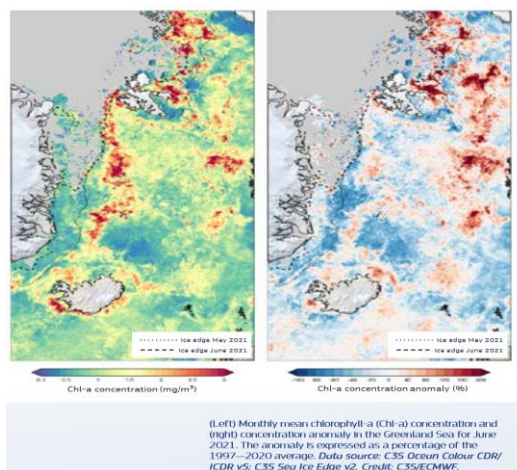 Ice edge May 2021
Ice edge June 2021
Chl-a concentration (mg/m³)
Ice edge May 2021
Ice edge June 2021
Chl-a concentration anomaly (%)
(Left) Monthly mean chlorophyll-a (Chl-a) concentration and
(right) concentration anomaly in the Greenland Sea for June
2021. The anomaly is expressed as a percentage of the
1997—2020 average. Data source: C3S Ocean Colour CDR/
ICDR v5; C3S Sea Ice Edge v2. Credit: C3S/ECMWF.